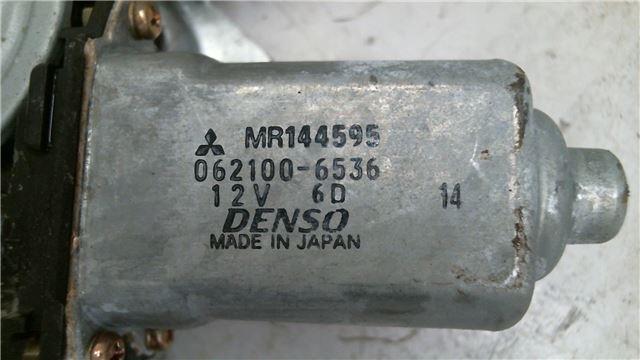 MR144595
062100-6536
12V 6D 14
DENSO
MADE IN JAPAN